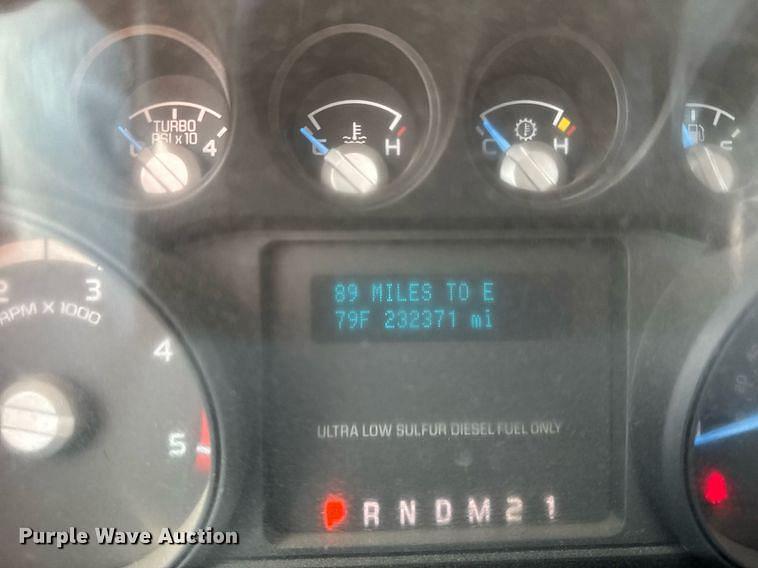 TURBO
PSI x 10
4
C
H
C
H
2
3
RPM X 1000
4
5
89 MILES TO E
79F 232371 mi
ULTRA LOW SULFUR DIESEL FUEL ONLY
P R N D M 2 1
Purple Wave Auction